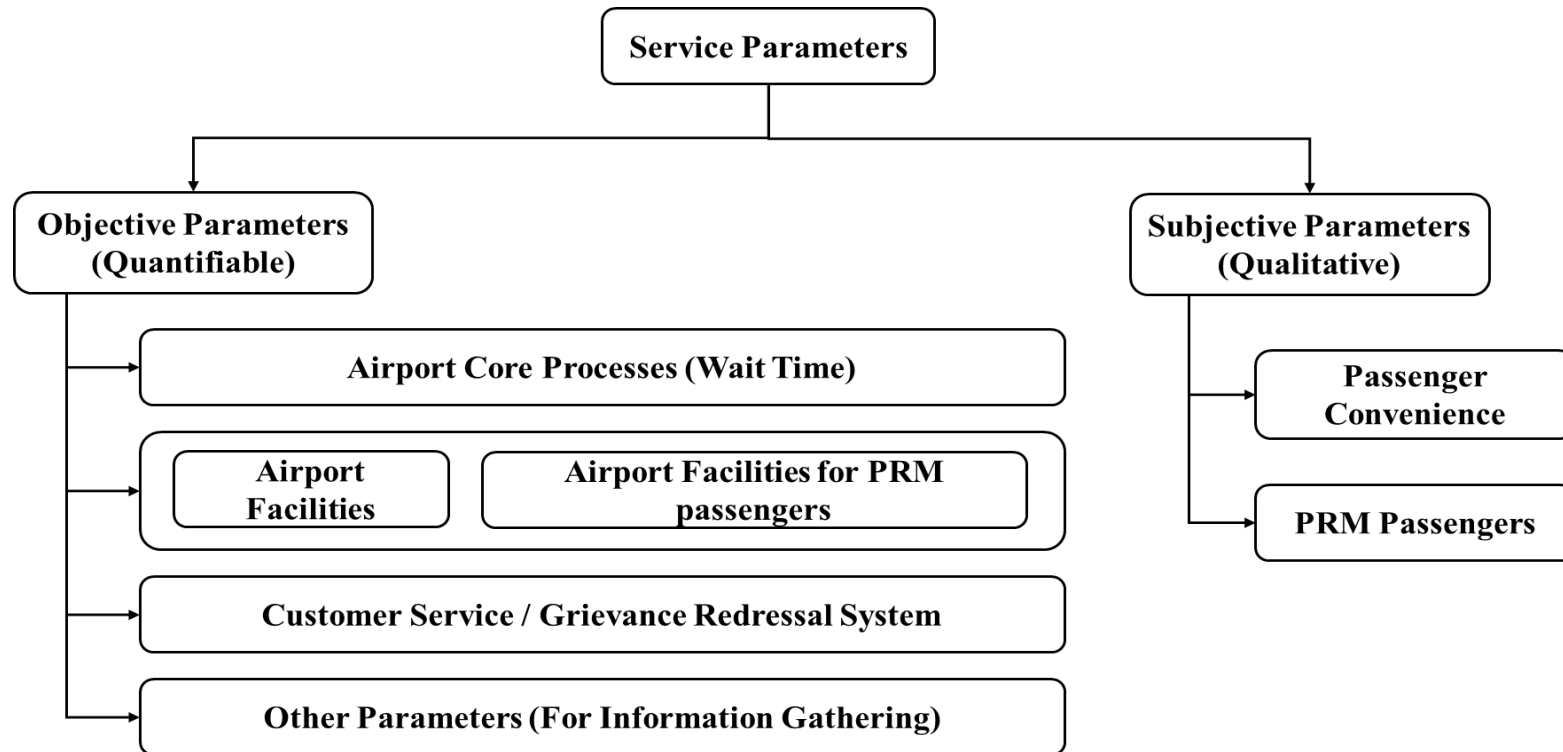 Service Parameters
Objective Parameters
(Quantifiable)
Subjective Parameters
(Qualitative)
Airport Core Processes (Wait Time)
Airport
Facilities
Airport Facilities for PRM
passengers
Customer Service / Grievance Redressal System
Other Parameters (For Information Gathering)
Passenger
Convenience
PRM Passengers